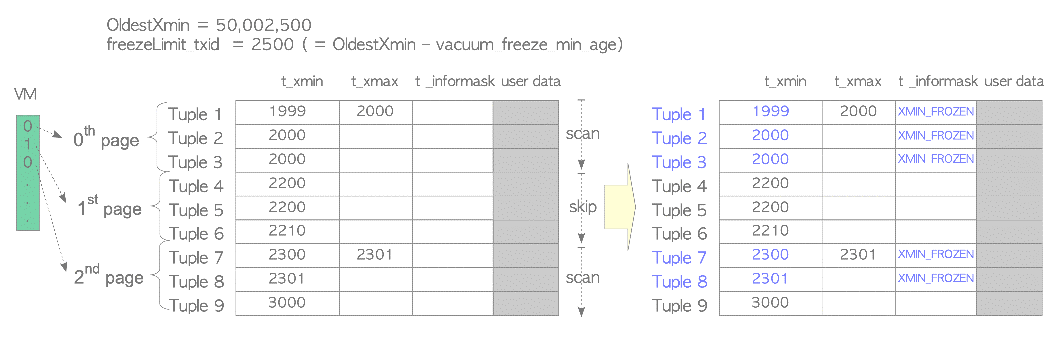 OldestXmin = 50,002,500
freezeLimit txid = 2500 ( = OldestXmin – vacuum freeze min age)
t_xmin t_xmax t _informask user data t_xmin t_xmax t_informask user data
VM
0
1
0
.
.
.
0th page
1st page
2nd page
Tuple 1 1999 2000
Tuple 2 2000
Tuple 3 2000
Tuple 4 2200
Tuple 5 2200
Tuple 6 2210
Tuple 7 2300 2301
Tuple 8 2301
Tuple 9 3000
scan
skip
scan
Tuple 1 1999 2000 XMIN_FROZEN
Tuple 2 2000 XMIN_FROZEN
Tuple 3 2000 XMIN_FROZEN
Tuple 4 2200
Tuple 5 2200
Tuple 6 2210
Tuple 7 2300 2301 XMIN_FROZEN
Tuple 8 2301 XMIN_FROZEN
Tuple 9 3000